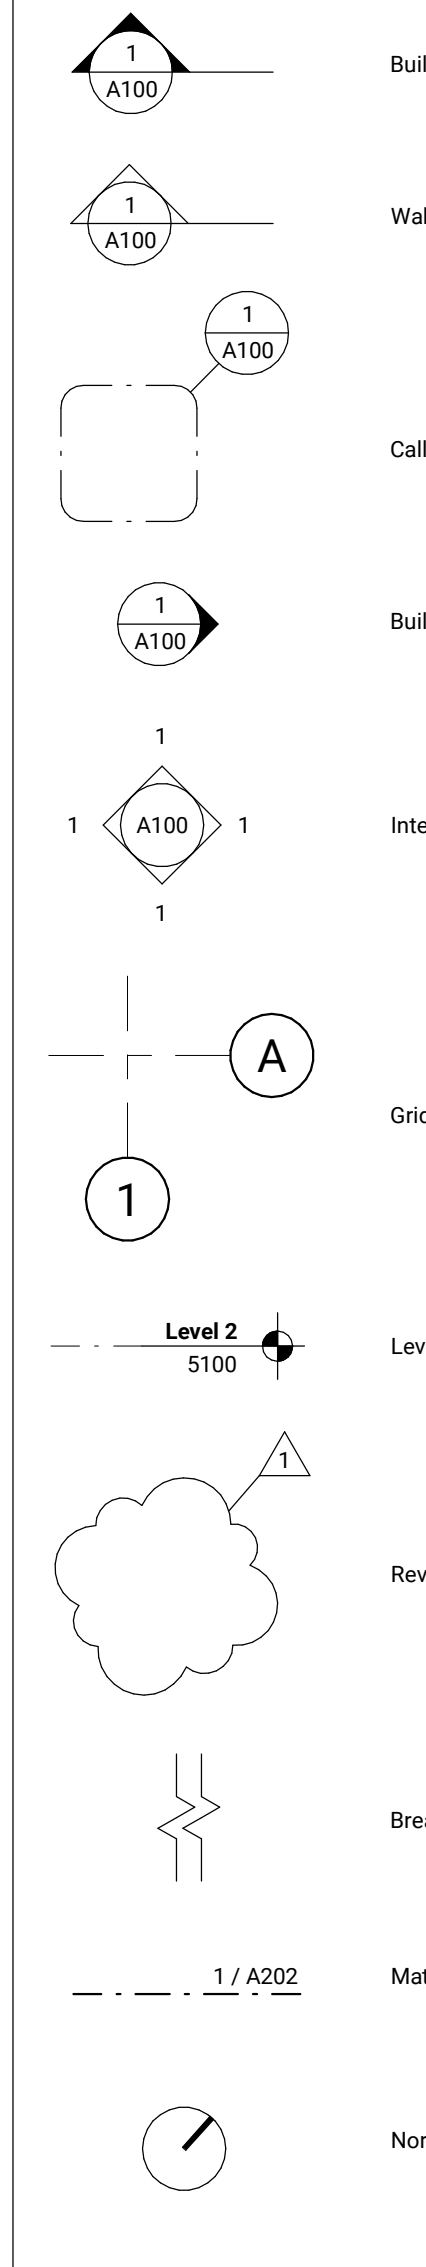 1
A100
Buil
1
A100
Wal
1
A100
Call
1
A100
Buil
1
1 A100 1
1
Inte
A
1
Grid
Level 2
5100
Lev
1
Rev
Brea
1 / A202
Mat
Nor